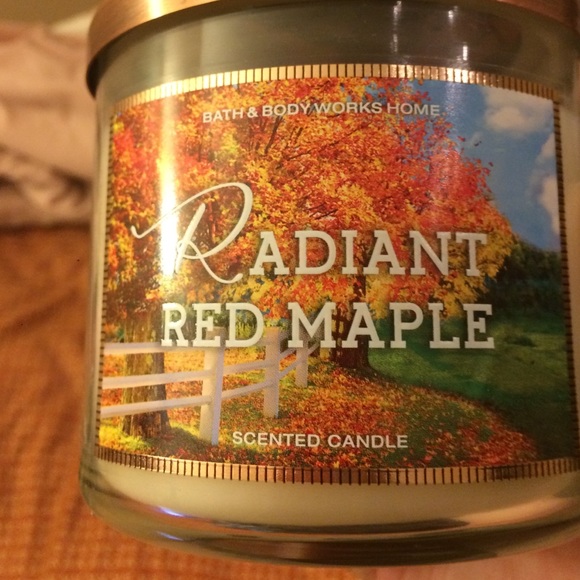 BATH & BODY WORKS HOME
RADIANT
RED MAPLE
SCENTED CANDLE